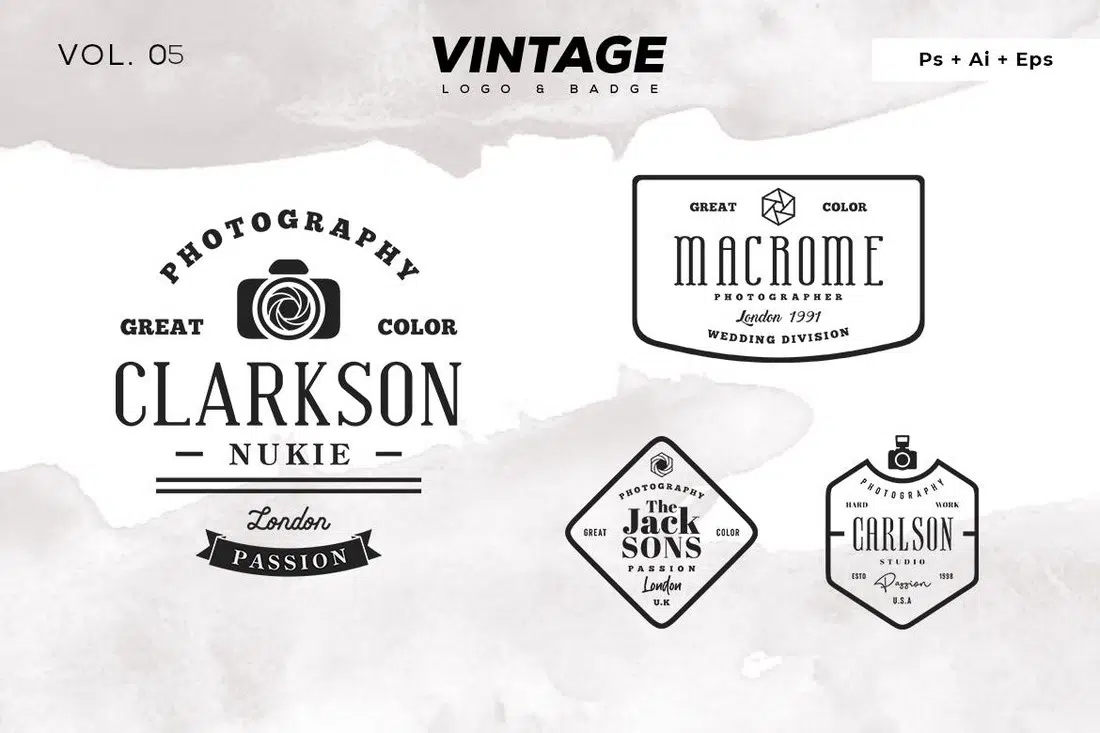 VOL. 05
VINTAGE
LOGO & BADGE
Ps + Ai + Eps
PHOTOGRAPHY
GREAT COLOR
CLARKSON
NUKIE
London
PASSION
GREAT COLOR
MACROME
PHOTOGRAPHER
London 1991
WEDDING DIVISION
PHOTOGRAPHY
The
GREAT Jack COLOR
SONS
PASSION
London
U.K
PHOTOGRAPHY
HARD WORK
CARLSON
STUDIO
ESTD Passion 1998
U.S.A